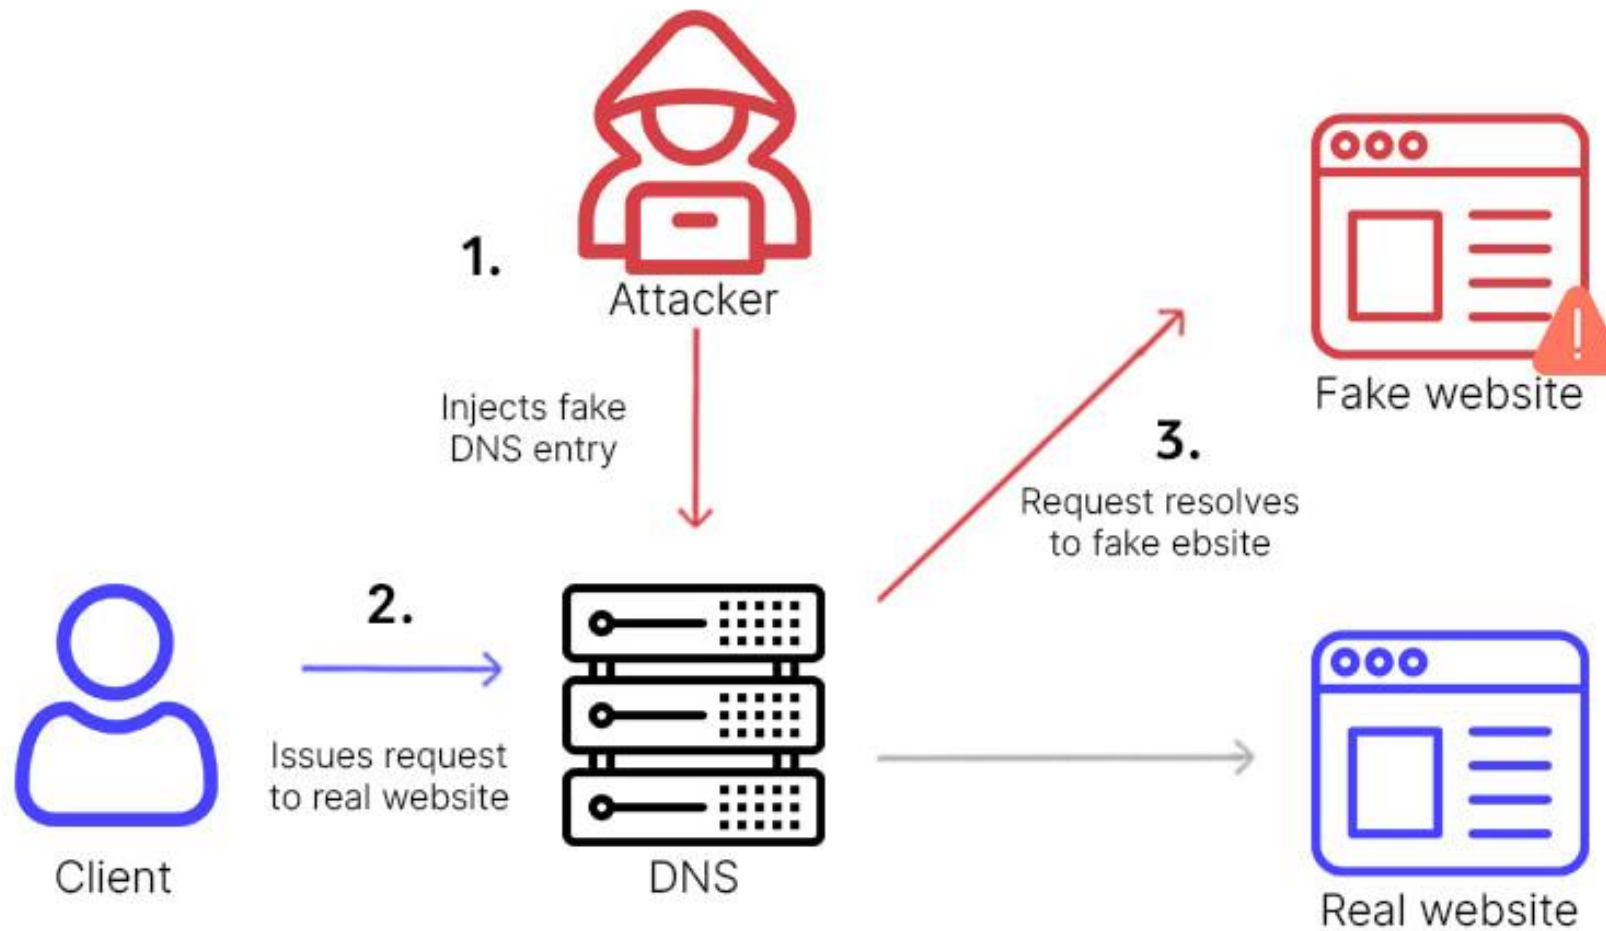 1.
Attacker
Injects fake
DNS entry
Fake website
3.
Request resolves
to fake ebsite
2.
Issues request
to real website
Client
DNS
Real website